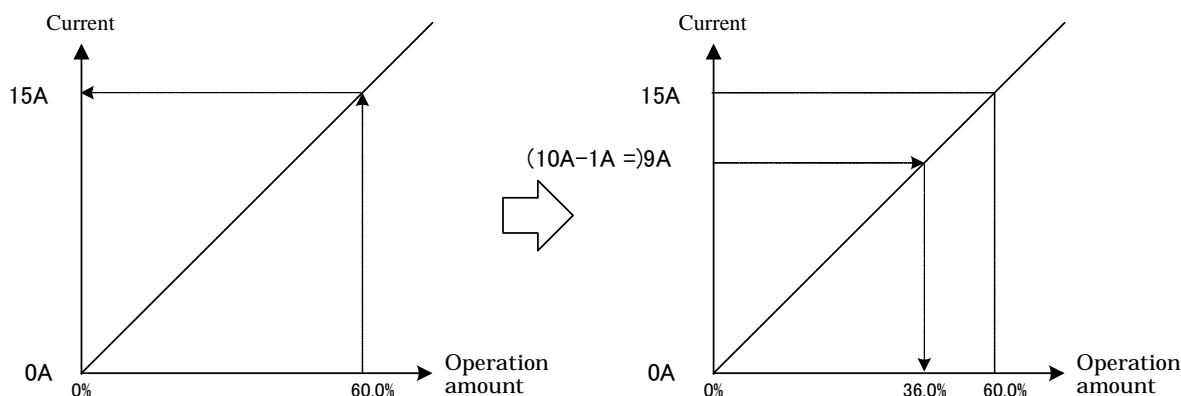 Current
15A
0A
0%
60.0%
Operation
amount
Current
15A
(10A-1A =)9A
0A
0%
36.0%
60.0%
Operation
amount